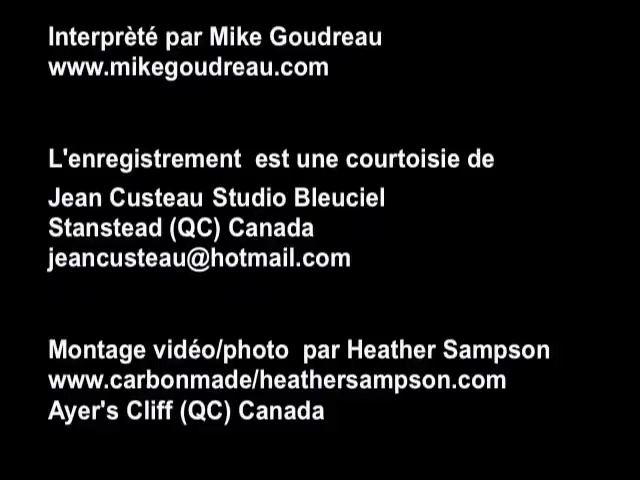 Interprèté par Mike Goudreau
www.mikegoudreau.com
L'enregistrement est une courtoisie de
Jean Custeau Studio Bleuciel
Stanstead (QC) Canada
jeancusteau@hotmail.com
Montage vidéo/photo par Heather Sampson
www.carbonmade/heathersampson.com
Ayer's Cliff (QC) Canada